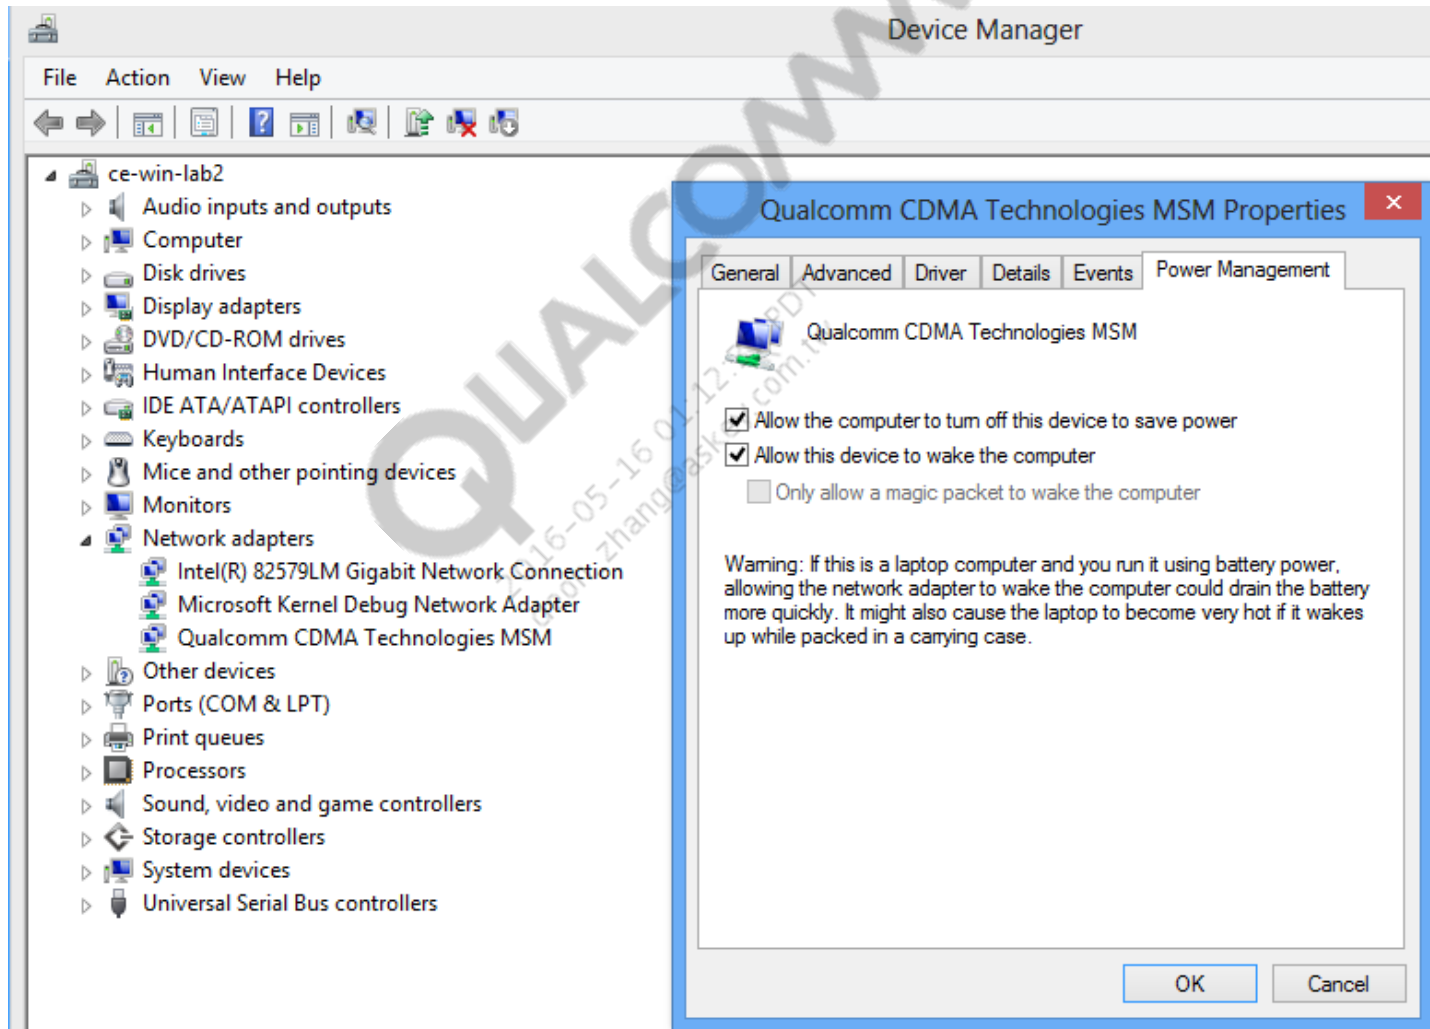 Device Manager
File Action View Help
ce-win-lab2
Audio inputs and outputs
Computer
Disk drives
Display adapters
DVD/CD-ROM drives
Human Interface Devices
IDE ATA/ATAPI controllers
Keyboards
Mice and other pointing devices
Monitors
Network adapters
Intel(R) 82579LM Gigabit Network Connection
Microsoft Kernel Debug Network Adapter
Qualcomm CDMA Technologies MSM
Other devices
Ports (COM & LPT)
Print queues
Processors
Sound, video and game controllers
Storage controllers
System devices
Universal Serial Bus controllers
Qualcomm CDMA Technologies MSM Properties
General Advanced Driver Details Events Power Management
Qualcomm CDMA Technologies MSM
Allow the computer to turn off this device to save power
Allow this device to wake the computer
Only allow a magic packet to wake the computer
Warning: If this is a laptop computer and you run it using battery power,
allowing the network adapter to wake the computer could drain the battery
more quickly. It might also cause the laptop to become very hot if it wakes
up while packed in a carrying case.
OK Cancel